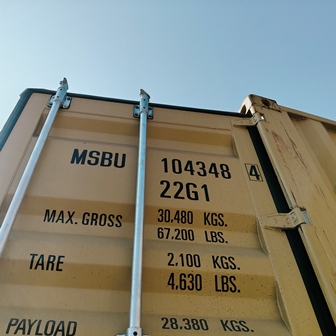 MSBU 104348 4
22G1
MAX. GROSS 30.480 KGS.
67.200 LBS.
TARE 2.100 KGS.
4.630 LBS.
PAYLOAD 28.380 KGS.